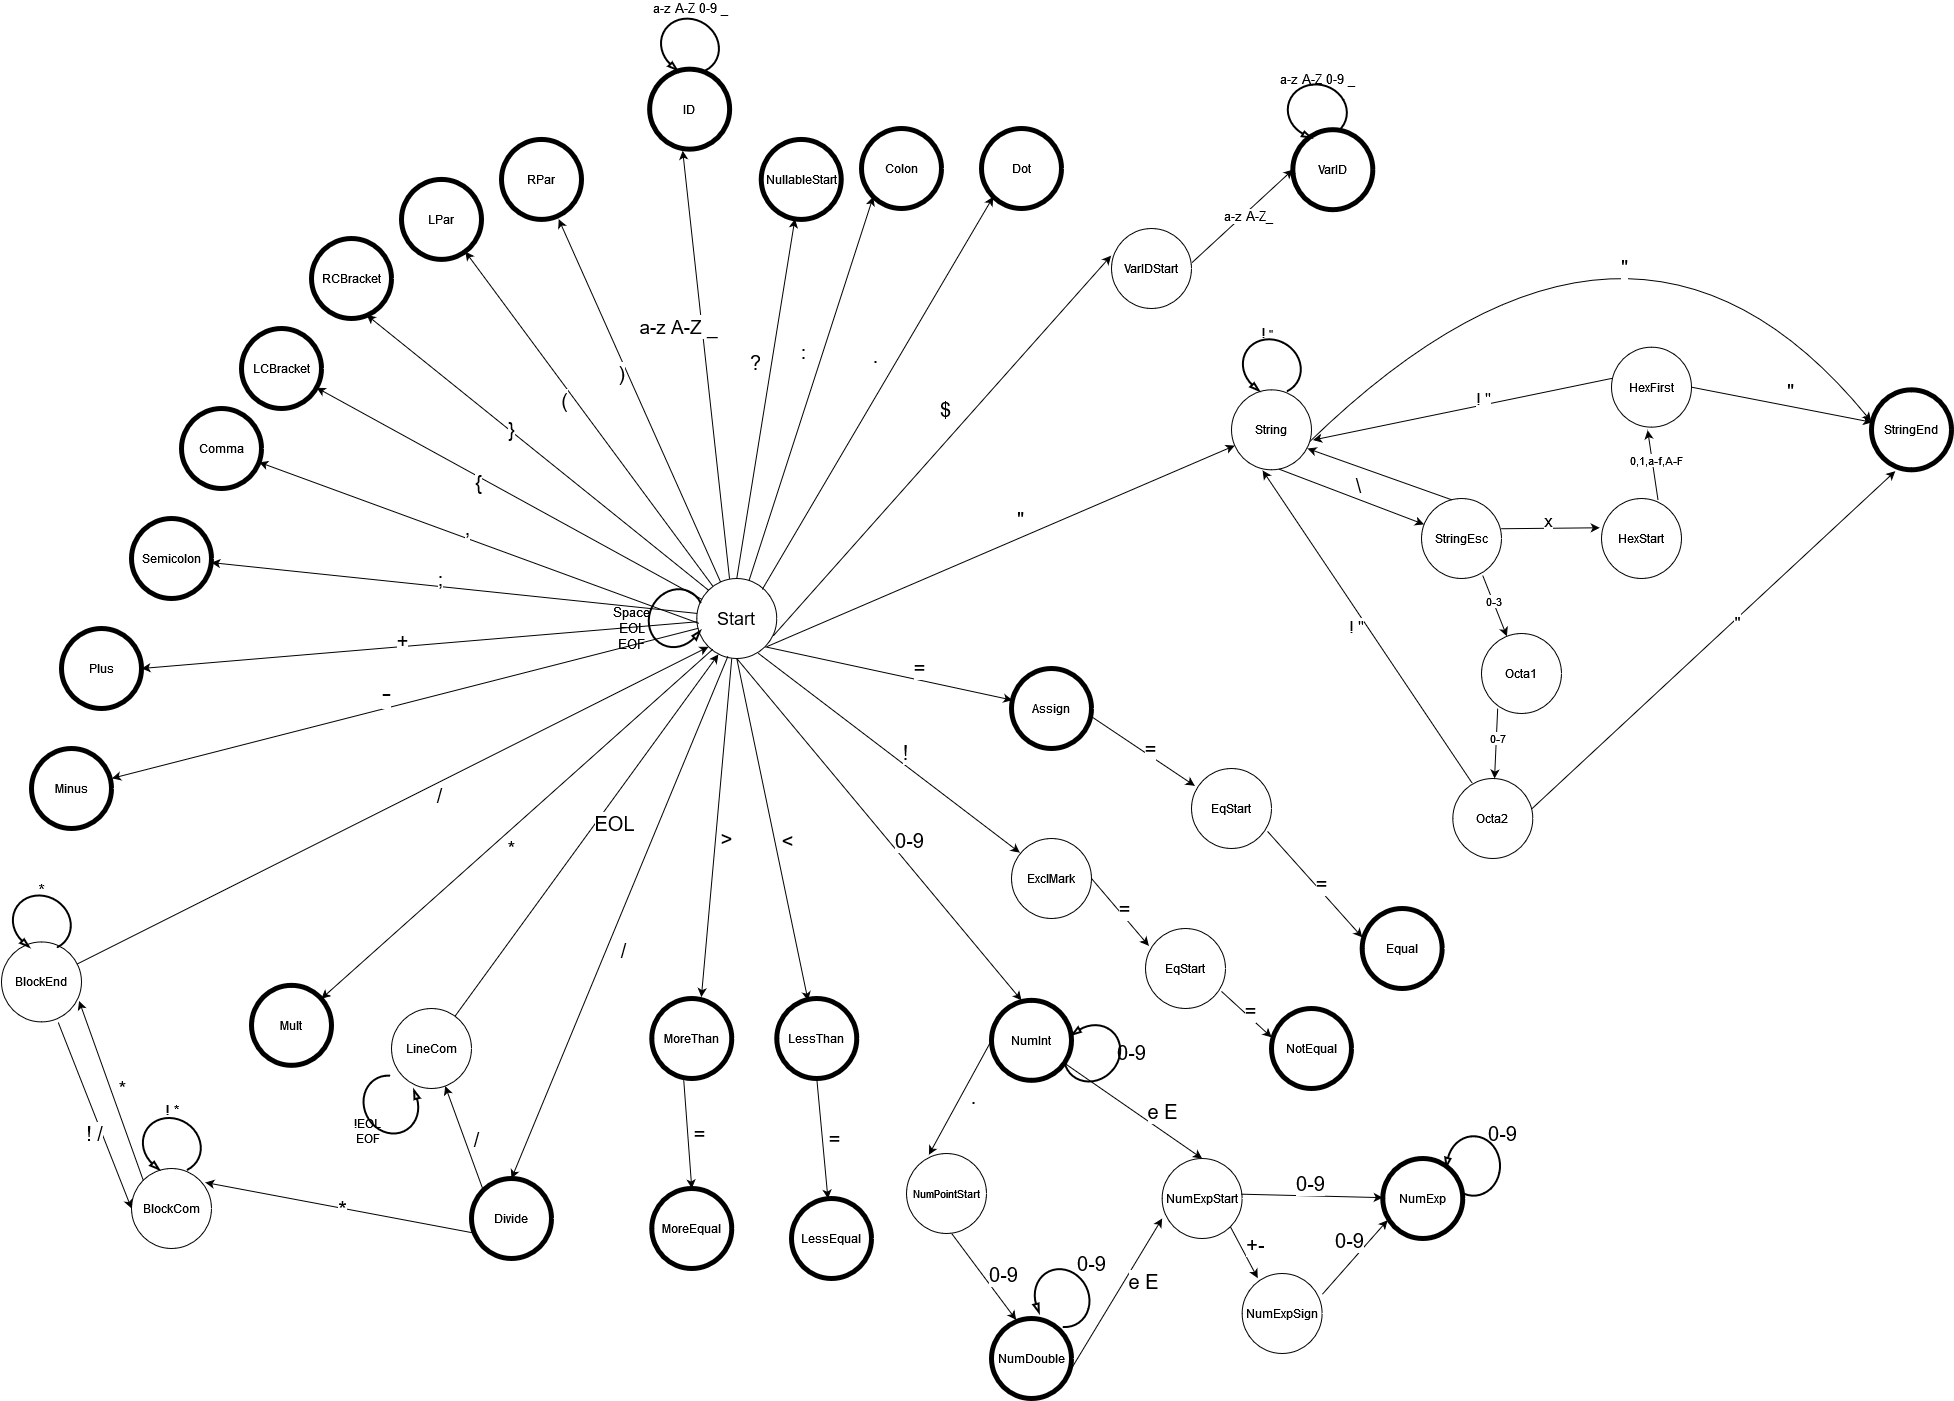 a-z A-Z 0-9 _
ID
a-z A-Z 0-9 _
VarID
RPar
NullableStart
Colon
Dot
LPar
a-z A-Z_
VarIDStart
RCBracket
"
a-z A-Z _
! "
LCBracket
)
?
:
.
HexFirst
"
(
$
! "
Comma
}
String
StringEnd
0,1,a-f,A-F
{
\
"
,
StringEsc
x
HexStart
Semicolon
;
0-3
Space
EOL
EOF
Start
! "
"
+
Plus
=
Octa1
-
Assign
0-7
=
!
Minus
/
EqStart
Octa2
EOL
*
>
<
0-9
ExclMark
=
*
=
/
Equal
BlockEnd
EqStart
=
Mult
LineCom
MoreThan
LessThan
NumInt
0-9
NotEqual
*
.
! *
e E
! /
!EOL
EOF
/
=
=
0-9
0-9
NumPointStart
NumExpStart
NumExp
BlockCom
*
Divide
MoreEqual
LessEqual
+-
0-9
0-9
0-9
e E
NumExpSign
NumDouble